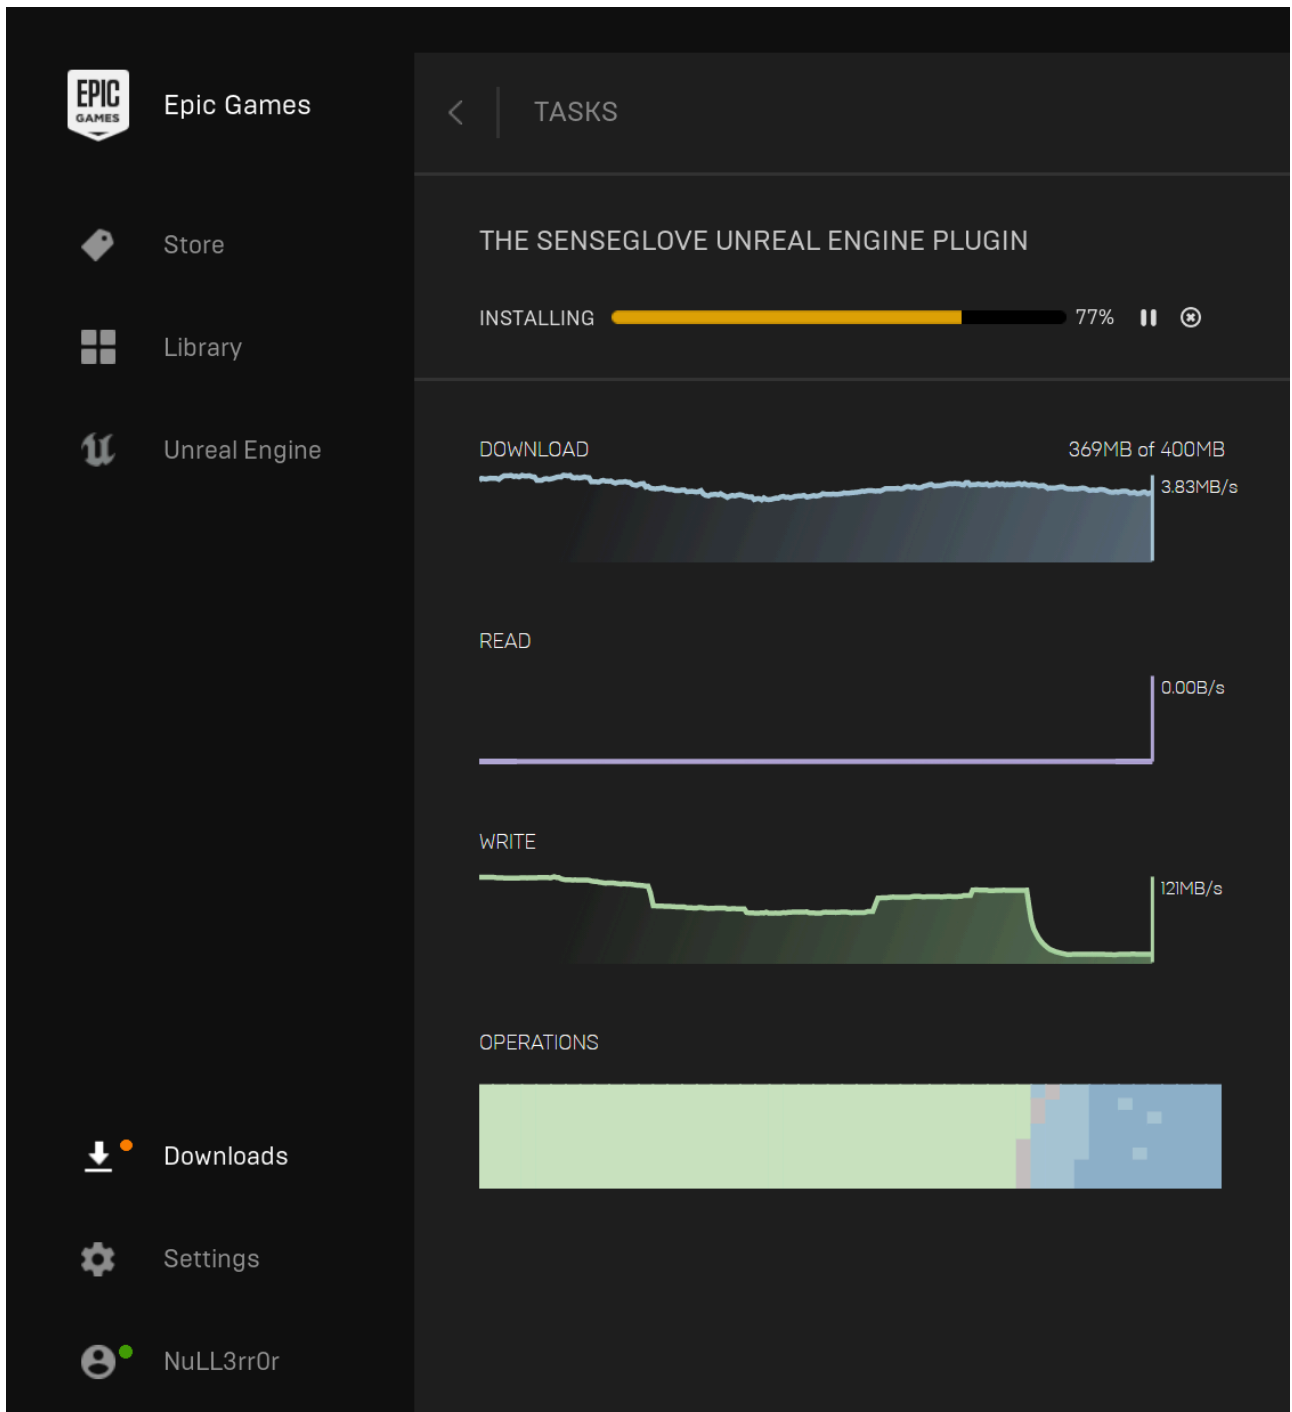 EPIC
GAMES
Epic Games
Store
Library
Unreal Engine
Downloads
Settings
NuLL3rr0r
TASKS
THE SENSEGLOVE UNREAL ENGINE PLUGIN
INSTALLING 77%
DOWNLOAD 369MB of 400MB
3.83MB/s
READ
0.00B/s
WRITE
121MB/s
OPERATIONS